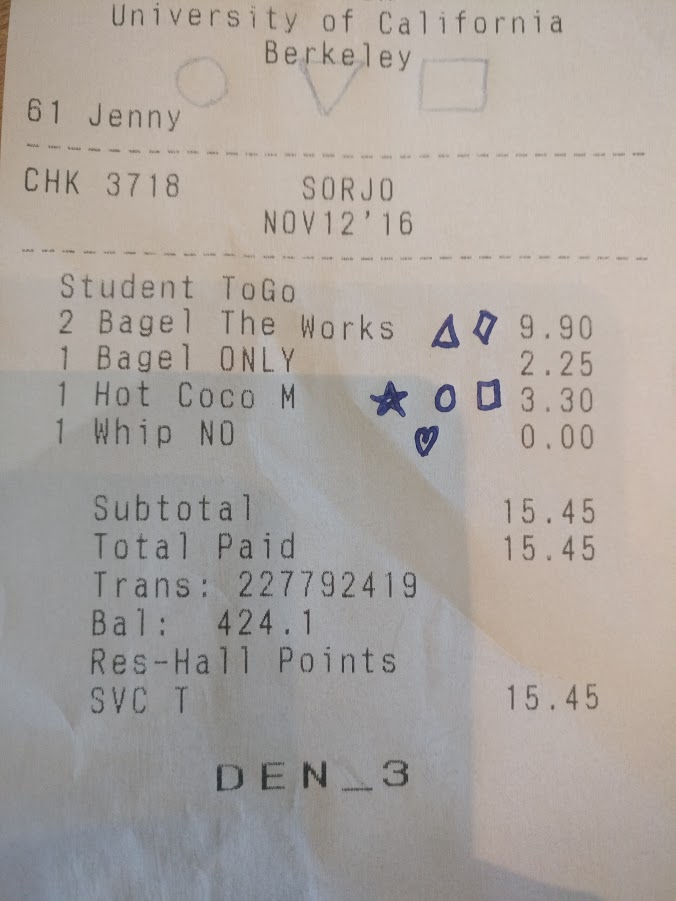 University of California
Berkeley
61 Jenny
CHK 3718 SORJO
NOV12'16
Student ToGo
2 Bagel The Works 9.90
1 Bagel ONLY 2.25
1 Hot Coco M 3.30
1 Whip NO 0.00
Subtotal 15.45
Total Paid 15.45
Trans: 227792419
Bal: 424.1
Res-Hall Points
SVC T 15.45
DEN_3